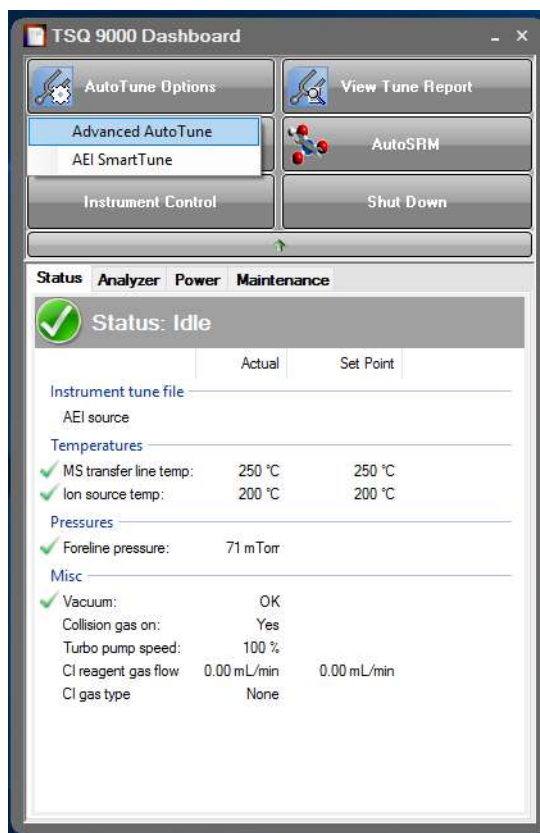 TSQ 9000 Dashboard
AutoTune Options
View Tune Report
Advanced AutoTune
AEI SmartTune
AutoSRM
Instrument Control
Shut Down
Status Analyzer Power Maintenance
Status: Idle
Actual Set Point
Instrument tune file
AEI source
Temperatures
MS transfer line temp: 250 °C 250 °C
Ion source temp: 200 °C 200 °C
Pressures
Foreline pressure: 71 mTorr
Misc
Vacuum: OK
Collision gas on: Yes
Turbo pump speed: 100 %
CI reagent gas flow 0.00 mL/min 0.00 mL/min
CI gas type None